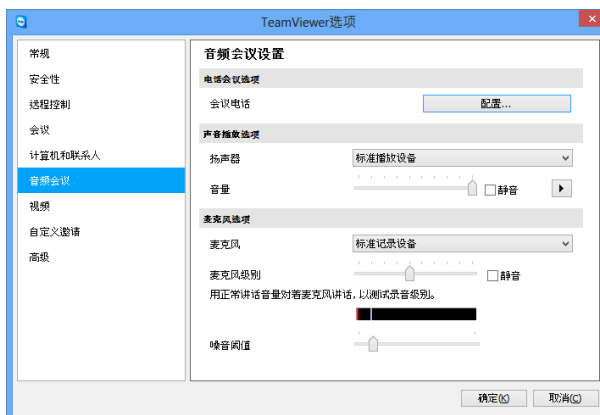 TeamViewer选项
常规
安全性
远程控制
会议
计算机和联系人
音频会议
视频
自定义邀请
高级
音频会议设置
电话会议选项
会议电话
配置...
声音播放选项
扬声器
标准播放设备
音量
静音
麦克风选项
麦克风
标准记录设备
麦克风级别
静音
用正常讲话音量对着麦克风讲话, 以测试录音级别。
噪音阈值
确定(K)
取消(C)